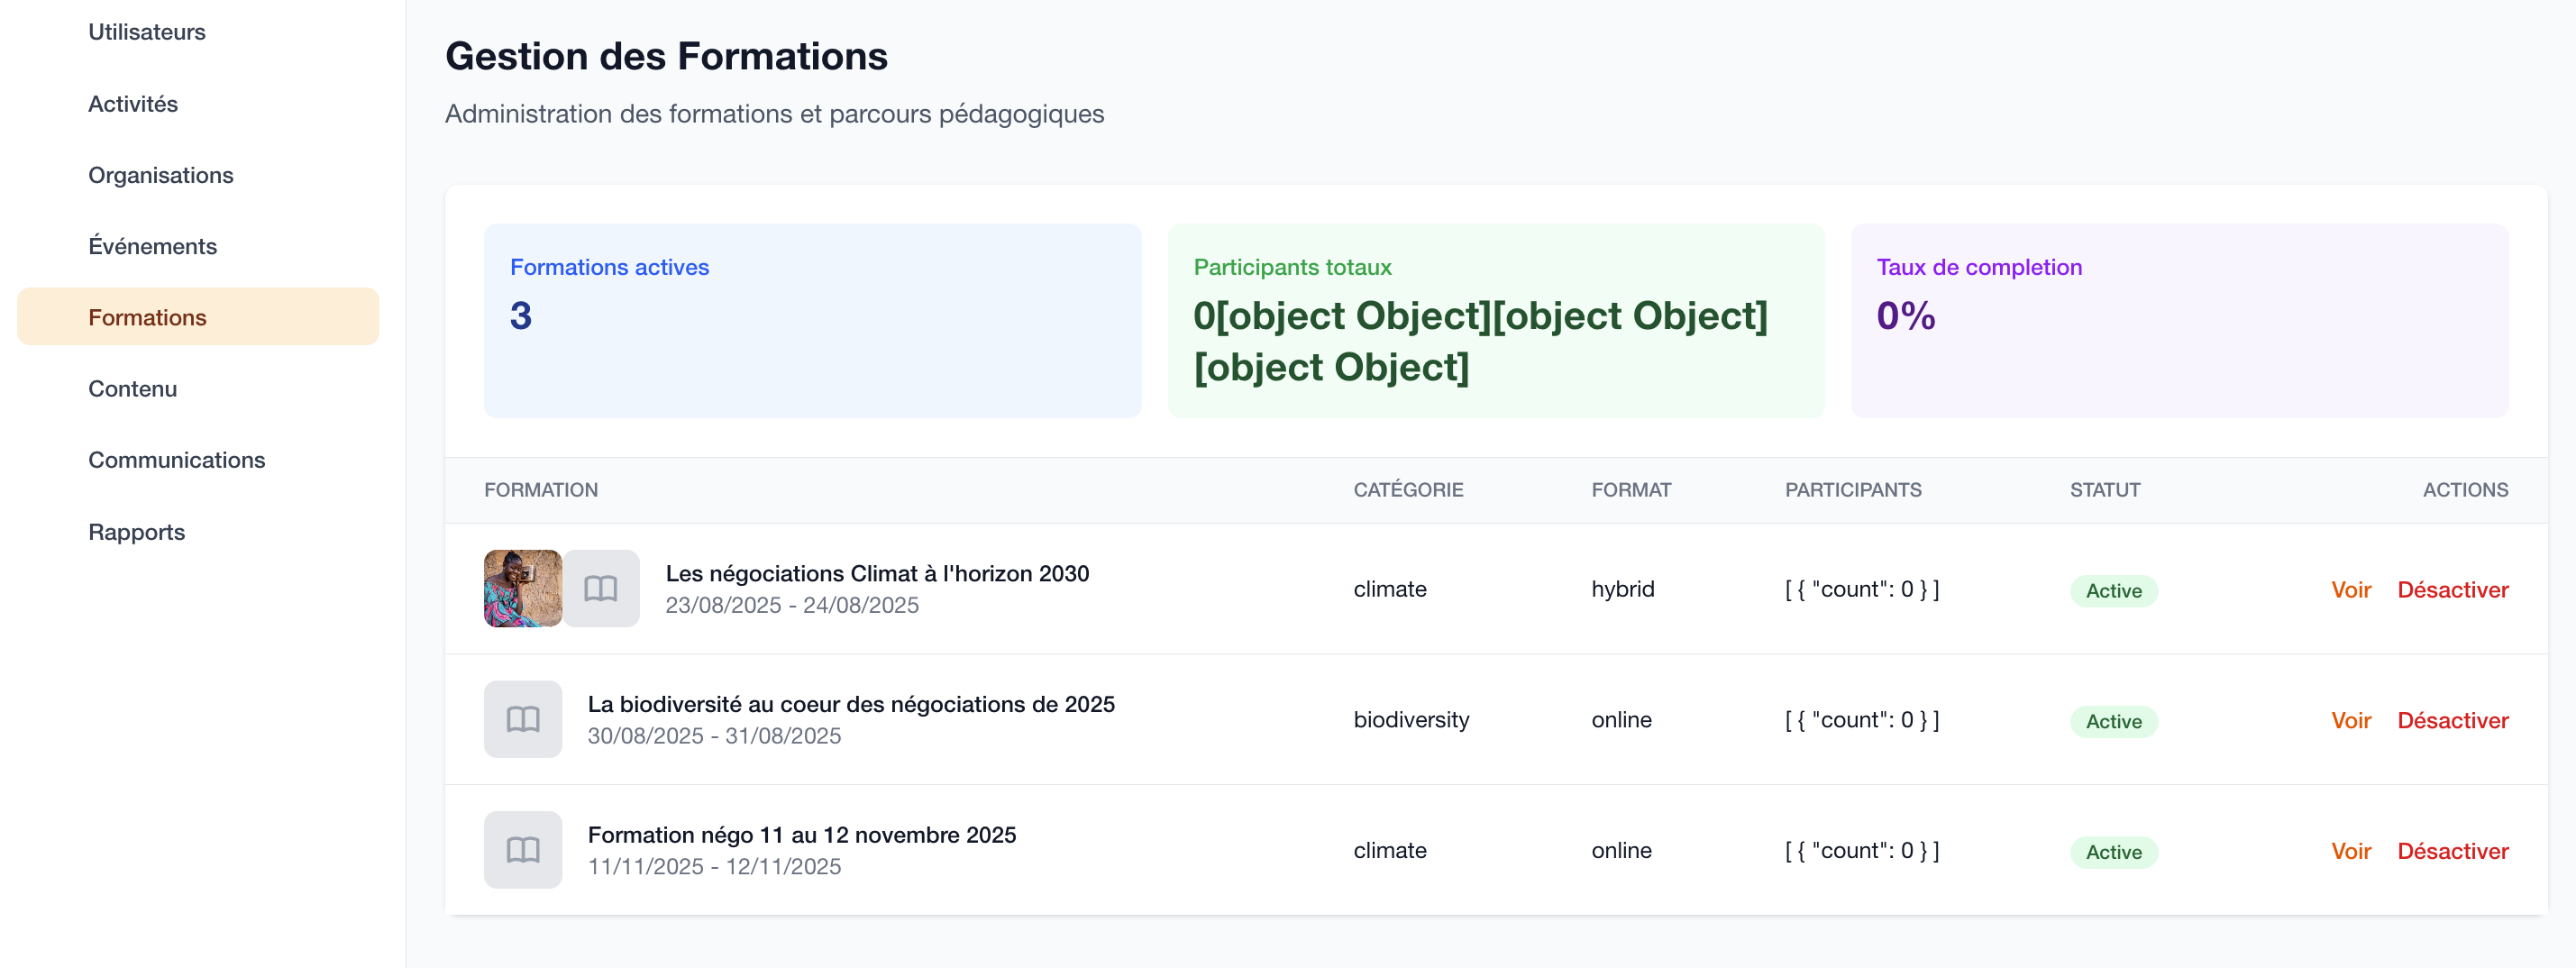 Utilisateurs
Activités
Organisations
Événements
Formations
Contenu
Communications
Rapports
Gestion des Formations
Administration des formations et parcours pédagogiques
Formations actives
3
Participants totaux
0[object Object][object Object]
[object Object]
Taux de completion
0%
FORMATION CATÉGORIE FORMAT PARTICIPANTS STATUT ACTIONS
Les négociations Climat à l'horizon 2030
23/08/2025 - 24/08/2025
climate hybrid [ { "count": 0 } ] Active Voir Désactiver
La biodiversité au coeur des négociations de 2025
30/08/2025 - 31/08/2025
biodiversity online [ { "count": 0 } ] Active Voir Désactiver
Formation négo 11 au 12 novembre 2025
11/11/2025 - 12/11/2025
climate online [ { "count": 0 } ] Active Voir Désactiver